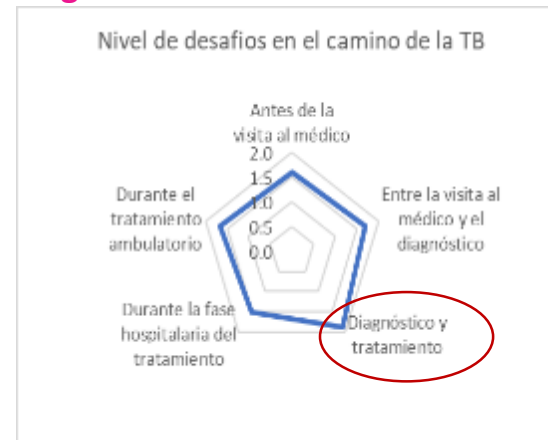 Nivel de desafios en el camino de la TB
Antes de la
visita al médico
2.0
1.5
1.0
0.5
0.0
Entre la visita al
médico y el
diagnóstico
Diagnóstico y
tratamiento
Durante la fase
hospitalaria del
tratamiento
Durante el
tratamiento
ambulatorio